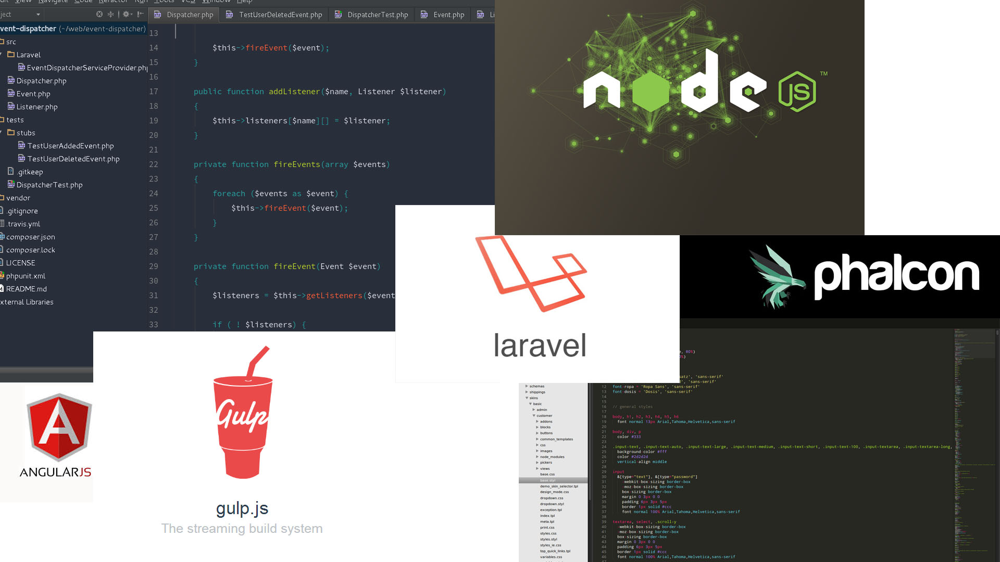 View Navigate Code Refactor Run Tools VCS Window Help
Dispatcher.php
TestUserDeletedEvent.php
DispatcherTest.php
Event.php
vent-dispatcher (~/web/event-dispatcher)
src
Laravel
EventDispatcherServiceProvider.php
Dispatcher.php
Event.php
Listener.php
tests
stubs
TestUserAddedEvent.php
TestUserDeletedEvent.php
.gitkeep
DispatcherTest.php
vendor
.gitignore
.travis.yml
composer.json
composer.lock
LICENSE
phpunit.xml
README.md
xternal Libraries
13
14 $this->fireEvent($event);
15 }
16
17 public function addListener($name, Listener $listener)
18 {
19 $this->listeners[$name][] = $listener;
20 }
21
22 private function fireEvents(array $events)
23 {
24 foreach ($events as $event) {
25 $this->fireEvent($event);
26 }
27 }
28
29 private function fireEvent(Event $event)
30 {
31 $listeners = $this->getListeners($event
32
33 if ( ! $listeners) {
node JS ™
laravel
phalcon
ANGULARJS
Gulp
gulp.js
The streaming build system
schemas
shippings
skins
basic
admin
customer
addons
blocks
buttons
common_templates
css
images
node_modules
pickers
views
base.css
base.styl
demo_skin_selector.tpl
design_mode.css
dropdown.css
dropdown.styl
exception.tpl
index.tpl
meta.tpl
print.css
styles.css
styles.styl
styles_ie.css
top_quick_links.tpl
variables.css
, 80%)
%)
satz', 'sans-serif'
', 'sans-serif'
12 font-ropa = 'Ropa Sans', 'sans-serif'
13 font-dosis = 'Dosis', 'sans-serif'
14
15
16 // general styles
17
18 body, h1, h2, h3, h4, h5, h6
19 font normal 13px Arial,Tahoma,Helvetica,sans-serif
20
21 body, div, p
22 color #333
23
24 .input-text, .input-text-auto, .input-text-large, .input-text-medium, .input-text-short, .input-text-100, .input-textarea, .input-textarea-long,
25 background-color #fff
26 color #2d2d2d
27 vertical-align middle
28
29 input
30 &[type="text"], &[type="password"]
31 -webkit-box-sizing border-box
32 -moz-box-sizing border-box
33 box-sizing border-box
34 margin 0 3px 0 0
35 padding 6px 3px 5px
36 border 1px solid #ccc
37 font normal 100% Arial,Tahoma,Helvetica,sans-serif
38
39 textarea, select, .scroll-y
40 -webkit-box-sizing border-box
41 -moz-box-sizing border-box
42 box-sizing border-box
43 margin 0 3px 0 0
44 padding 6px 3px 5px
45 border 1px solid #ccc
46 font normal 100% Arial,Tahoma,Helvetica,sans-serif